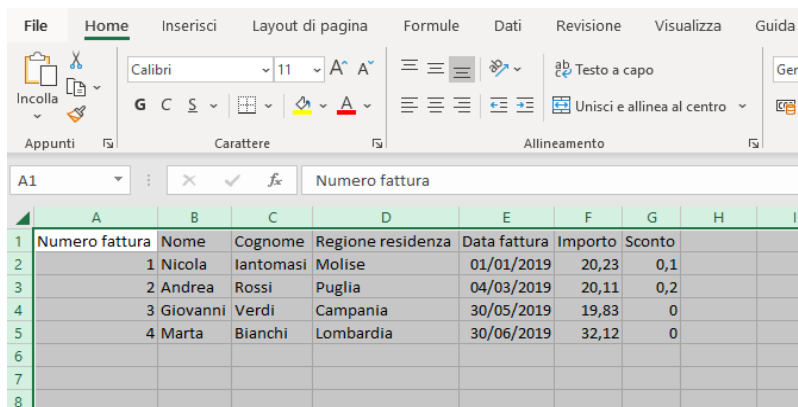 File Home Inserisci Layout di pagina Formule Dati Revisione Visualizza Guida
Incolla Calibri 11 A A ab Testo a capo Ger
G C S A Unisci e allinea al centro
Appunti Carattere Allineamento
A1 fx Numero fattura
A B C D E F G H I
1 Numero fattura Nome Cognome Regione residenza Data fattura Importo Sconto
2 1 Nicola Iantomasi Molise 01/01/2019 20,23 0,1
3 2 Andrea Rossi Puglia 04/03/2019 20,11 0,2
4 3 Giovanni Verdi Campania 30/05/2019 19,83 0
5 4 Marta Bianchi Lombardia 30/06/2019 32,12 0
6
7
8